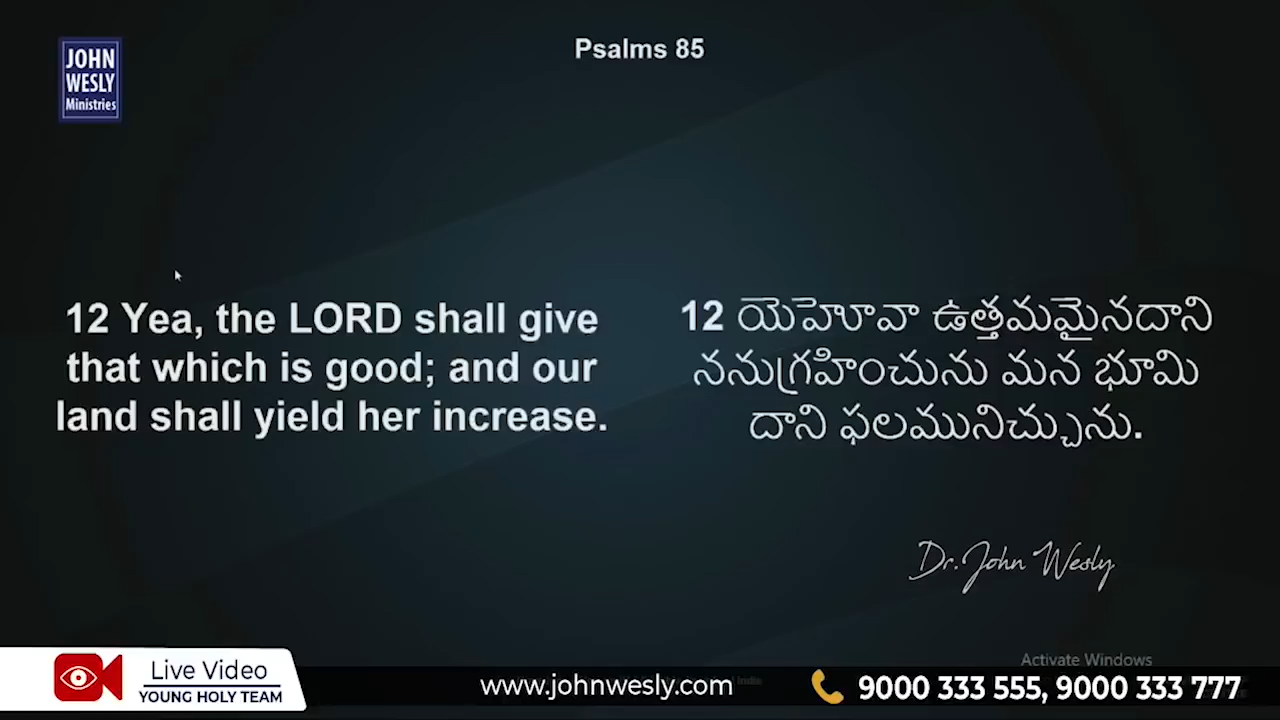 Psalms 85
JOHN
WESLY
Ministries
12 Yea, the LORD shall give
that which is good; and our
land shall yield her increase.
12 యెహోవా ఉత్తమమైనదాని
ననుగ్రహించును మన భూమి
దాని ఫలమునిచ్చును.
Dr. John Wesly
Activate Windows
Live Video
YOUNG HOLY TEAM
www.johnwesly.com
9000 333 555, 9000 333 777